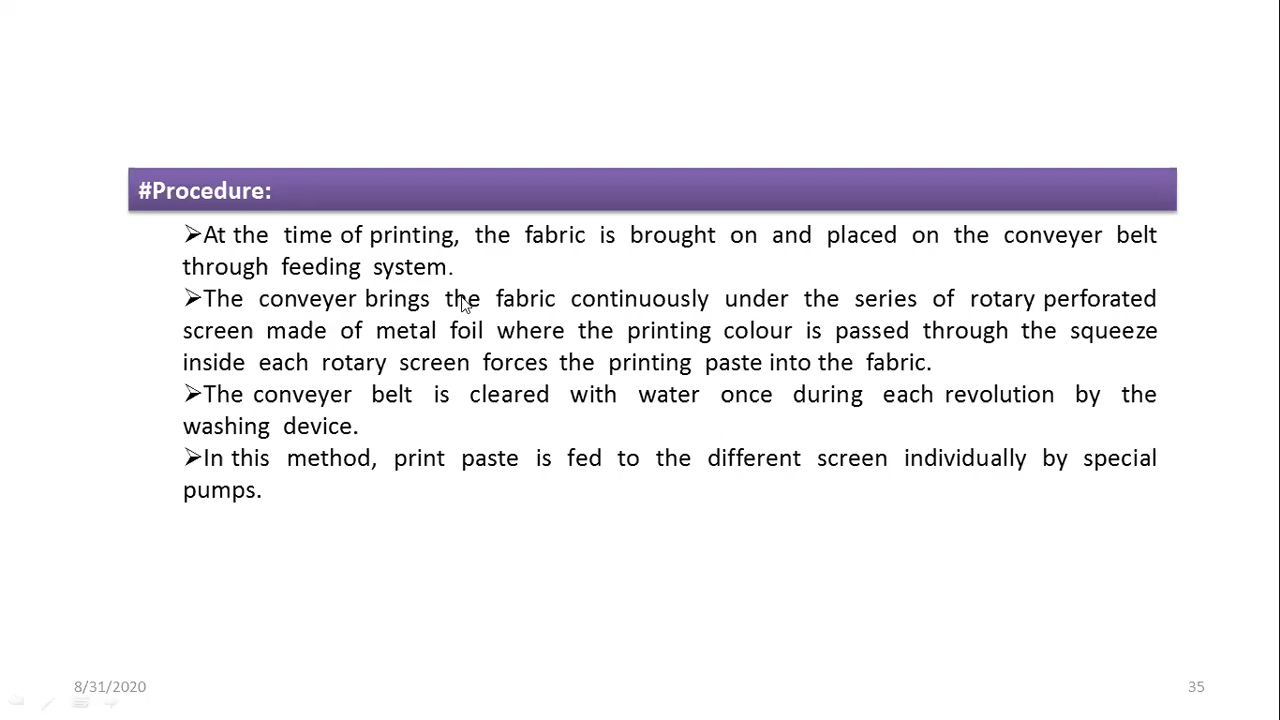 #Procedure:
➢At the time of printing, the fabric is brought on and placed on the conveyer belt
through feeding system.
➢The conveyer brings the fabric continuously under the series of rotary perforated
screen made of metal foil where the printing colour is passed through the squeeze
inside each rotary screen forces the printing paste into the fabric.
➢The conveyer belt is cleared with water once during each revolution by the
washing device.
➢In this method, print paste is fed to the different screen individually by special
pumps.
8/31/2020
35